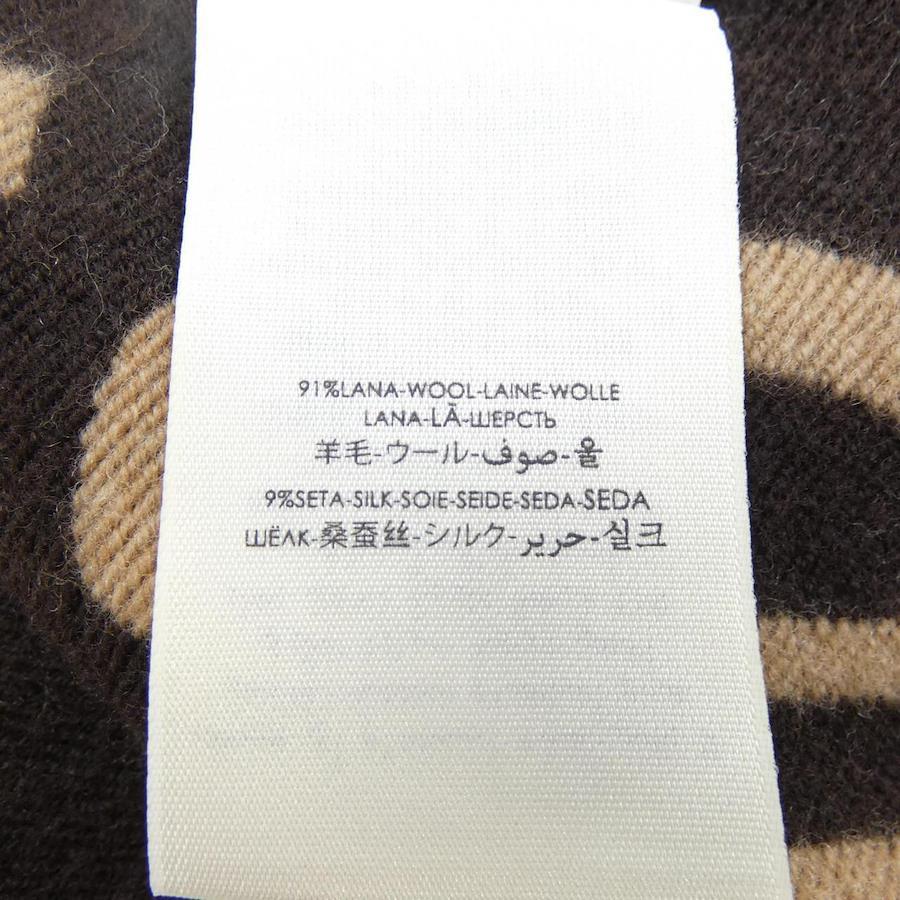 91%LANA-WOOL-LAINE-WOLLE
LANA-LÃ-ШЕРСТЬ
羊毛-ウール-صوف-울
9%SETA-SILK-SOIE-SEIDE-SEDA-SEDA
ШЁЛК-桑蚕丝-シルク-حرير-실크